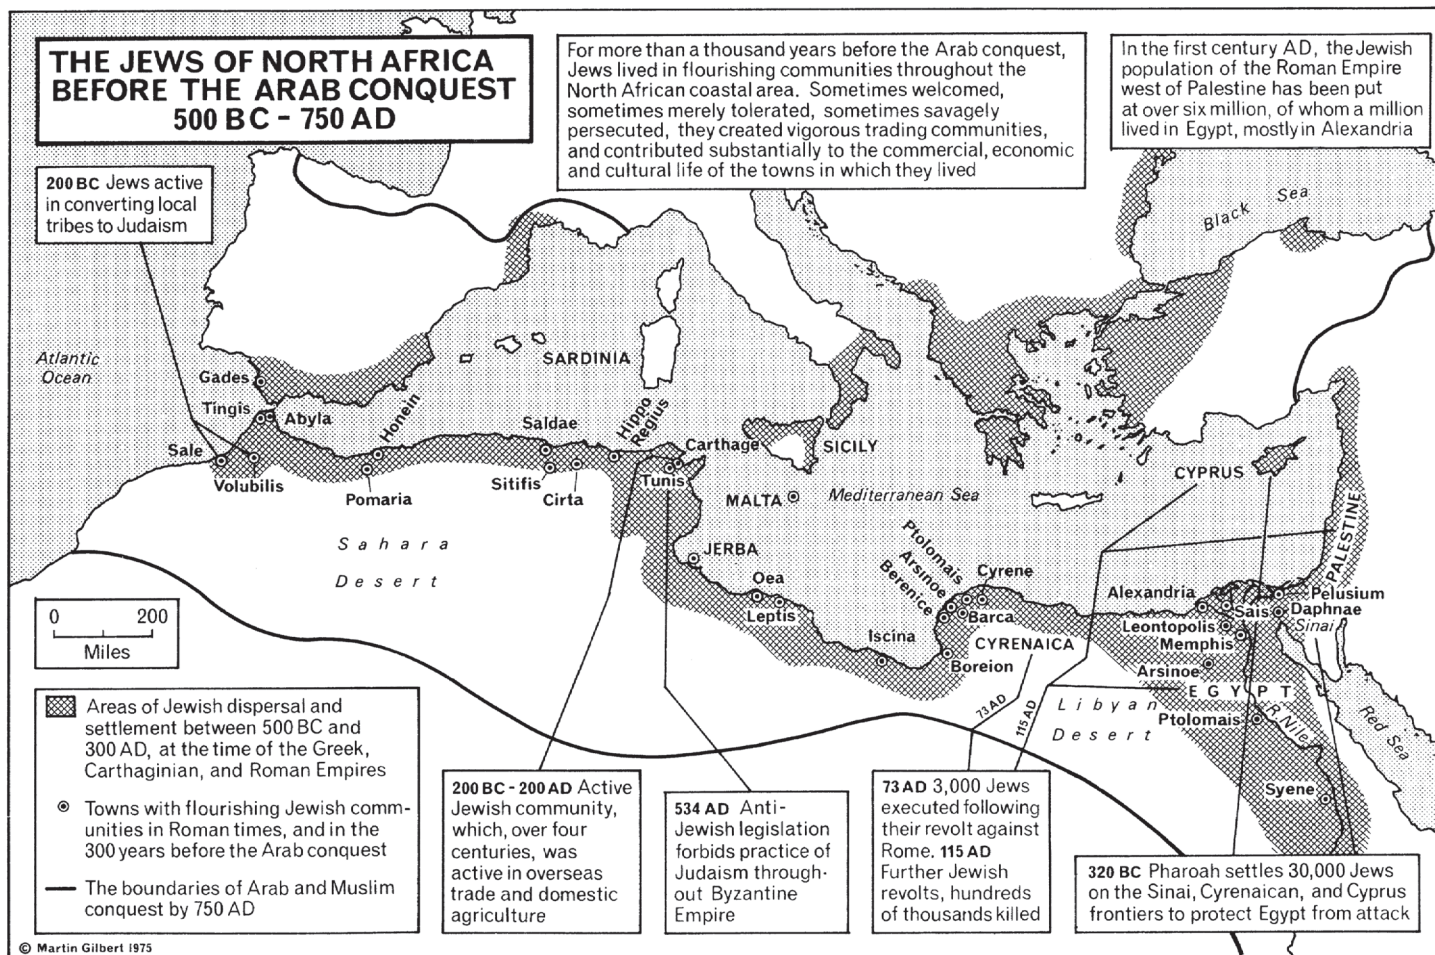 THE JEWS OF NORTH AFRICA
BEFORE THE ARAB CONQUEST
500 BC – 750 AD
For more than a thousand years before the Arab conquest,
Jews lived in flourishing communities throughout the
North African coastal area. Sometimes welcomed,
sometimes merely tolerated, sometimes savagely
persecuted, they created vigorous trading communities,
and contributed substantially to the commercial, economic
and cultural life of the towns in which they lived
In the first century AD, the Jewish
population of the Roman Empire
west of Palestine has been put
at over six million, of whom a million
lived in Egypt, mostly in Alexandria
200 BC Jews active
in converting local
tribes to Judaism
Black Sea
Atlantic
Ocean
SARDINIA
Gades
Tingis
Abyla
Honein
Saldae
Hippo
Regius
Carthage
SICILY
Sale
Volubilis
Pomaria
Sitifis
Cirta
Tunis
MALTA
Mediterranean Sea
CYPRUS
PALESTINE
Sahara
Desert
JERBA
Oea
Leptis
Iscina
Ptolomais
Arsinoe
Berenice
Cyrene
Barca
CYRENAICA
Boreion
Alexandria
Leontopolis
Memphis
Arsinoe
Sais
Pelusium
Daphnae
Sinai
EGYPT
Ptolomais
R. Nile
Libyan
Desert
Red Sea
Syene
73 AD
115 AD
0 200
Miles
Areas of Jewish dispersal and
settlement between 500 BC and
300 AD, at the time of the Greek,
Carthaginian, and Roman Empires
Towns with flourishing Jewish comm-
unities in Roman times, and in the
300 years before the Arab conquest
The boundaries of Arab and Muslim
conquest by 750 AD
200 BC – 200 AD Active
Jewish community,
which, over four
centuries, was
active in overseas
trade and domestic
agriculture
534 AD Anti-
Jewish legislation
forbids practice of
Judaism through-
out Byzantine
Empire
73 AD 3,000 Jews
executed following
their revolt against
Rome. 115 AD
Further Jewish
revolts, hundreds
of thousands killed
320 BC Pharoah settles 30,000 Jews
on the Sinai, Cyrenaican, and Cyprus
frontiers to protect Egypt from attack
© Martin Gilbert 1975